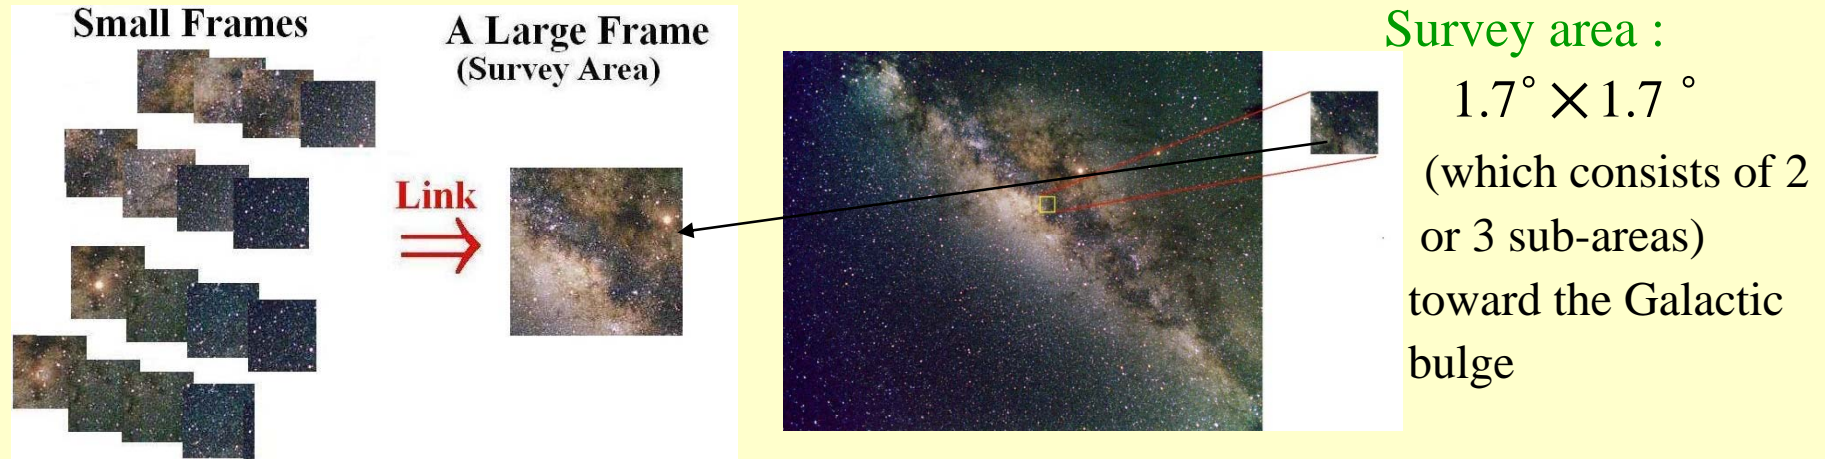 Small Frames
A Large Frame
(Survey Area)
Link
Survey area :
1.7°×1.7 °
(which consists of 2
or 3 sub-areas)
toward the Galactic
bulge